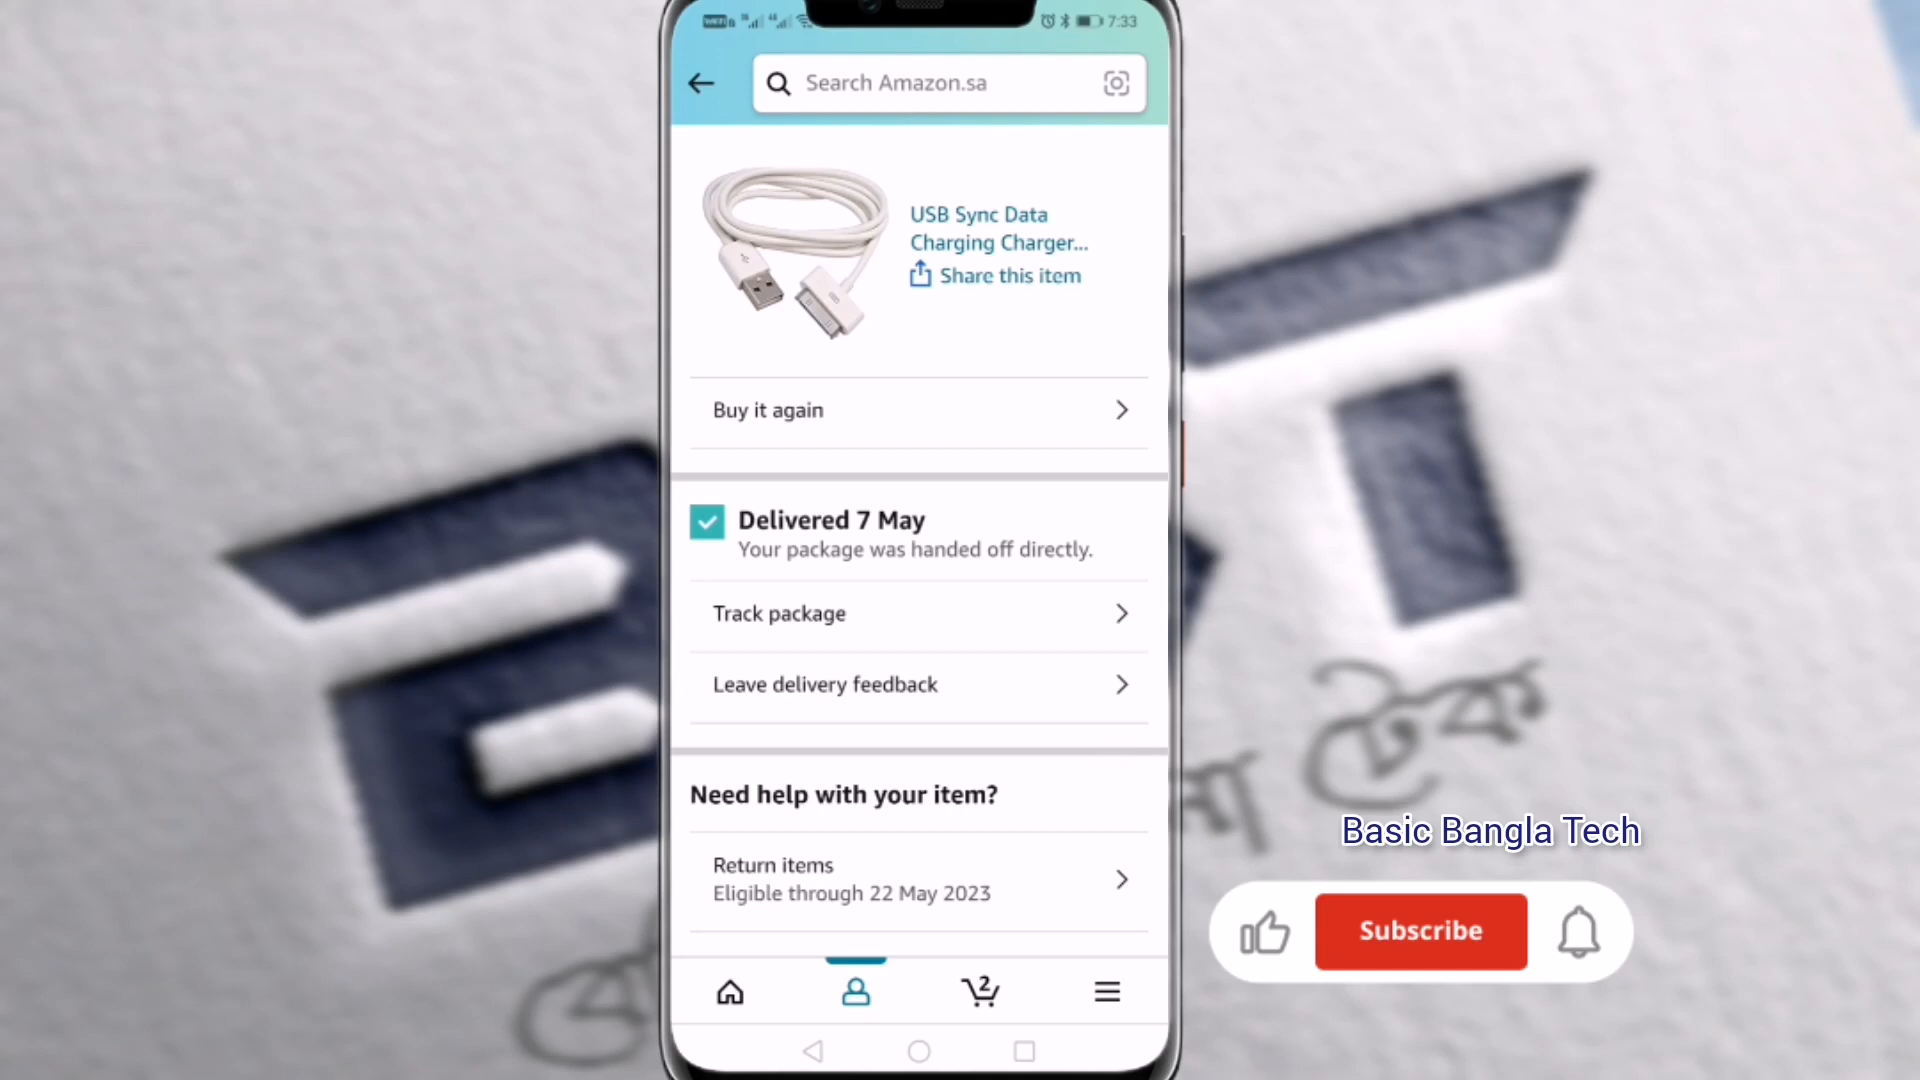 7:33
Search Amazon.sa
USB Sync Data
Charging Charger...
Share this item
Buy it again
Delivered 7 May
Your package was handed off directly.
Track package
Leave delivery feedback
Need help with your item?
Return items
Eligible through 22 May 2023
2
টেক
Basic Bangla Tech
Subscribe